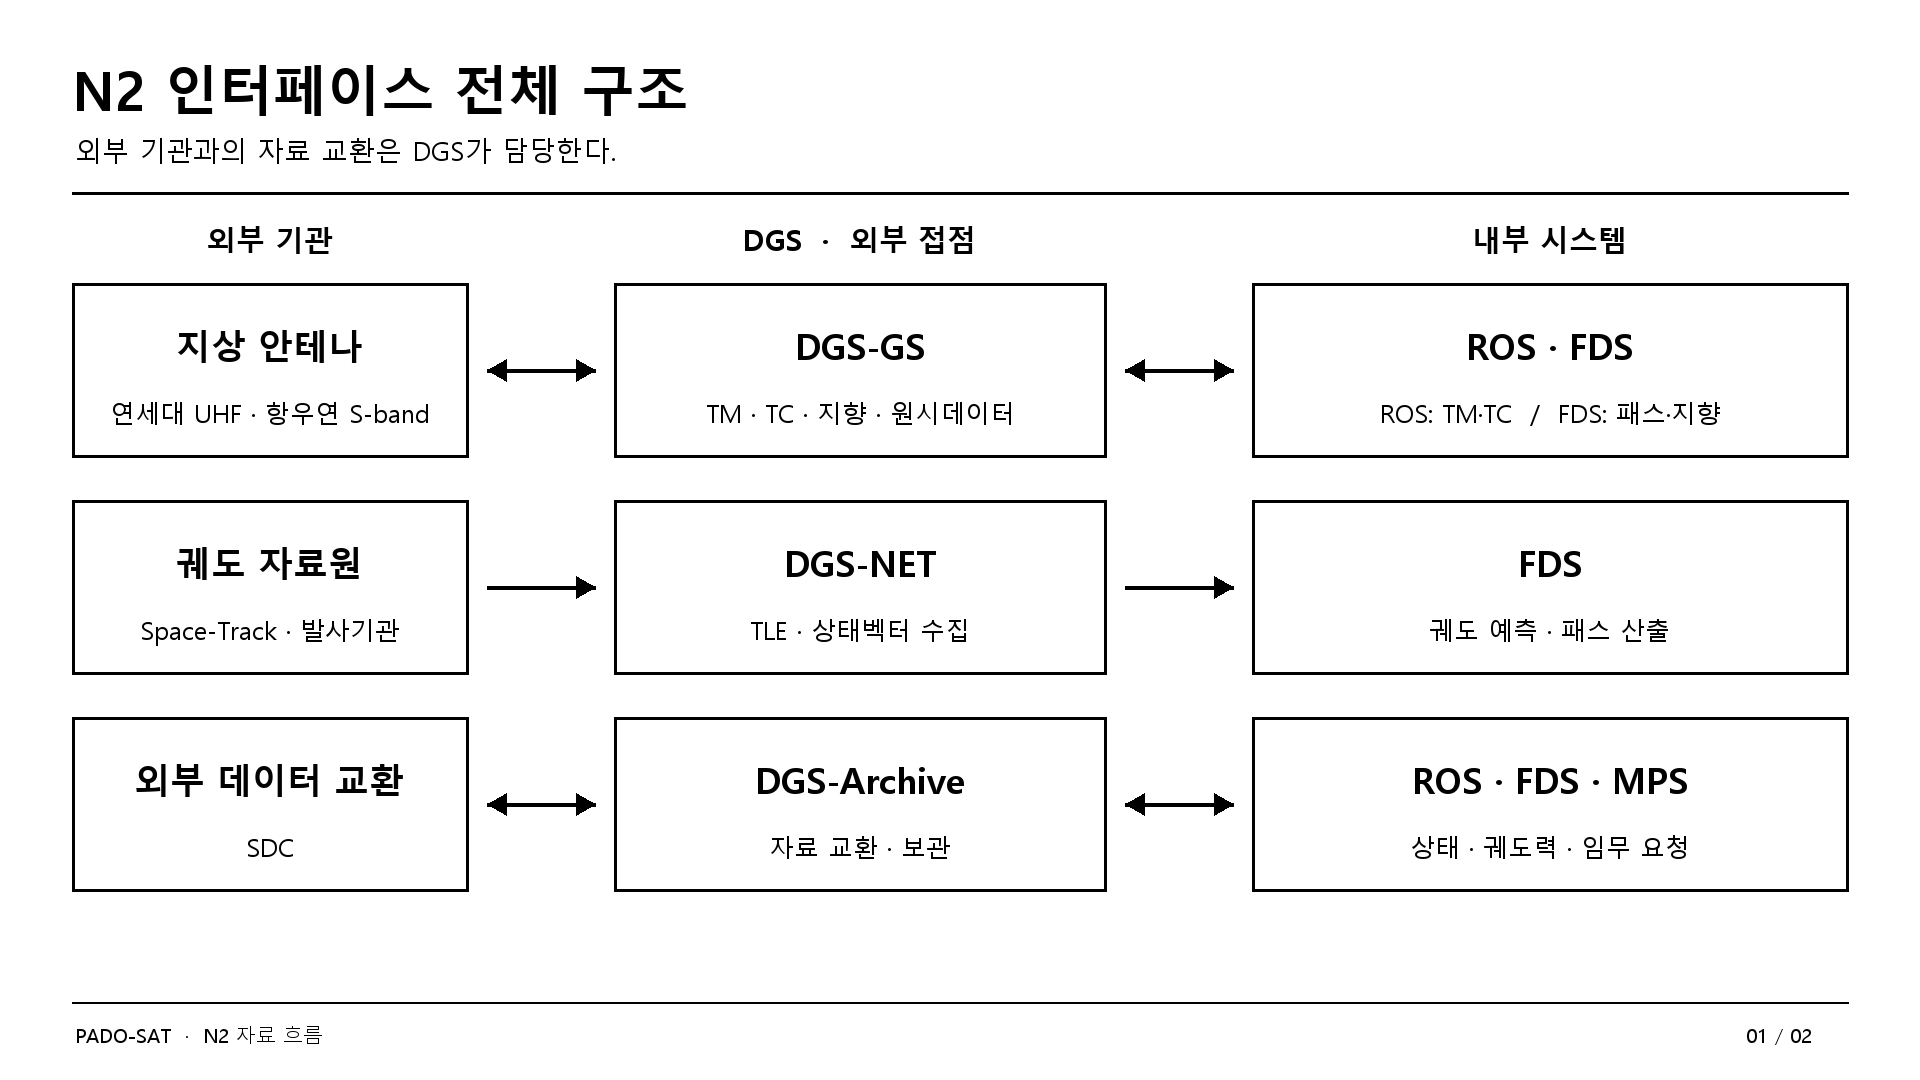 N2 인터페이스 전체 구조
외부 기관과의 자료 교환은 DGS가 담당한다.
외부 기관
DGS · 외부 접점
내부 시스템
지상 안테나
연세대 UHF · 항우연 S-band
DGS-GS
TM · TC · 지향 · 원시데이터
ROS · FDS
ROS: TM·TC / FDS: 패스·지향
궤도 자료원
Space-Track · 발사기관
DGS-NET
TLE · 상태벡터 수집
FDS
궤도 예측 · 패스 산출
외부 데이터 교환
SDC
DGS-Archive
자료 교환 · 보관
ROS · FDS · MPS
상태 · 궤도력 · 임무 요청
PADO-SAT · N2 자료 흐름
01 / 02